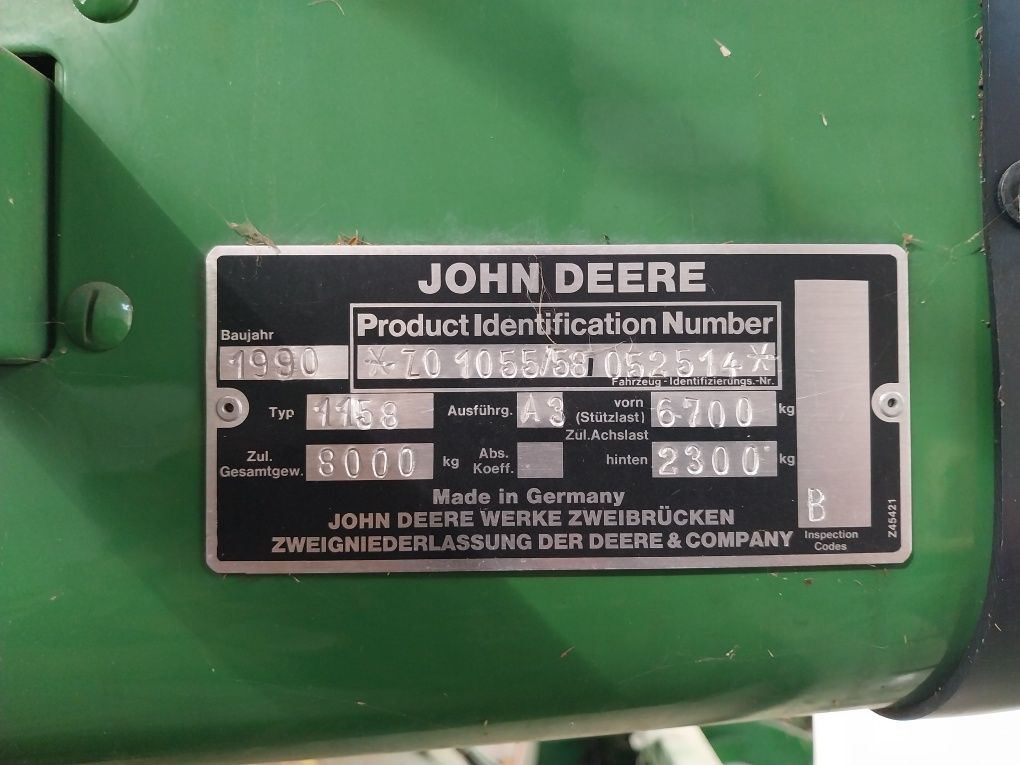 JOHN DEERE
Product Identification Number
Baujahr
1990
*Z0 1055/58 052514*
Fahrzeug-Identifizierungs.-Nr.
Typ 1158 Ausführg. A3 vorn (Stützlast) 6700 kg
Zul.Achslast
Zul. Gesamtgew. 8000 kg Abs. Koeff. hinten 2300 kg
Made in Germany
JOHN DEERE WERKE ZWEIBRÜCKEN
ZWEIGNIEDERLASSUNG DER DEERE & COMPANY
B
Inspection
Codes
Z45421